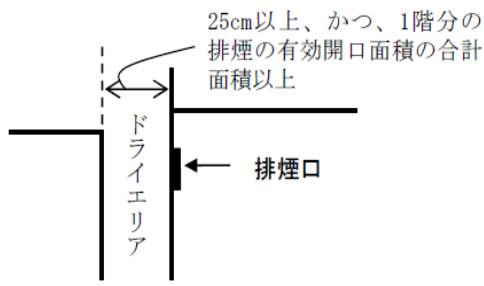 25cm以上、かつ、1階分の
排煙の有効開口面積の合計
面積以上
ドライエリア
排煙口